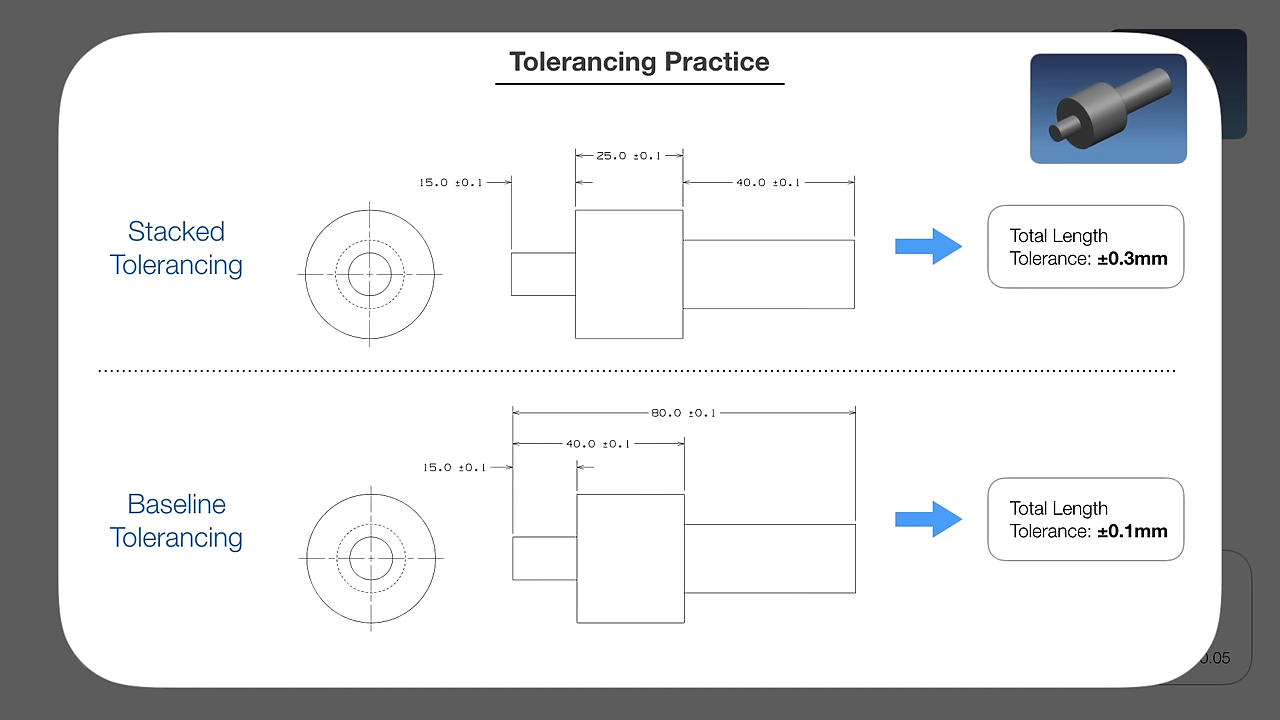 Tolerancing Practice
25.0 ±0.1
15.0 ±0.1
40.0 ±0.1
Stacked
Tolerancing
Total Length
Tolerance: ±0.3mm
80.0 ±0.1
40.0 ±0.1
15.0 ±0.1
Baseline
Tolerancing
Total Length
Tolerance: ±0.1mm